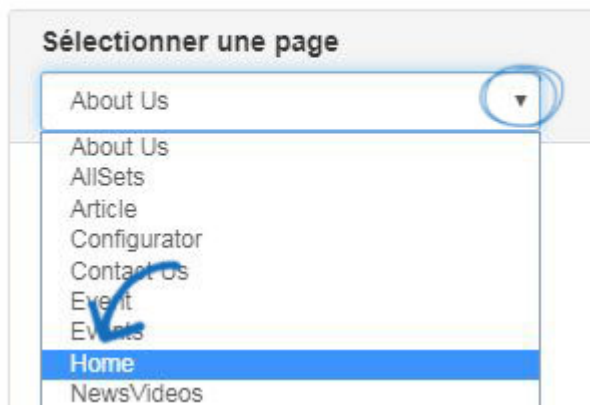 Sélectionner une page
About Us
About Us
AllSets
Article
Configurator
Contact Us
Event
Events
Home
NewsVideos